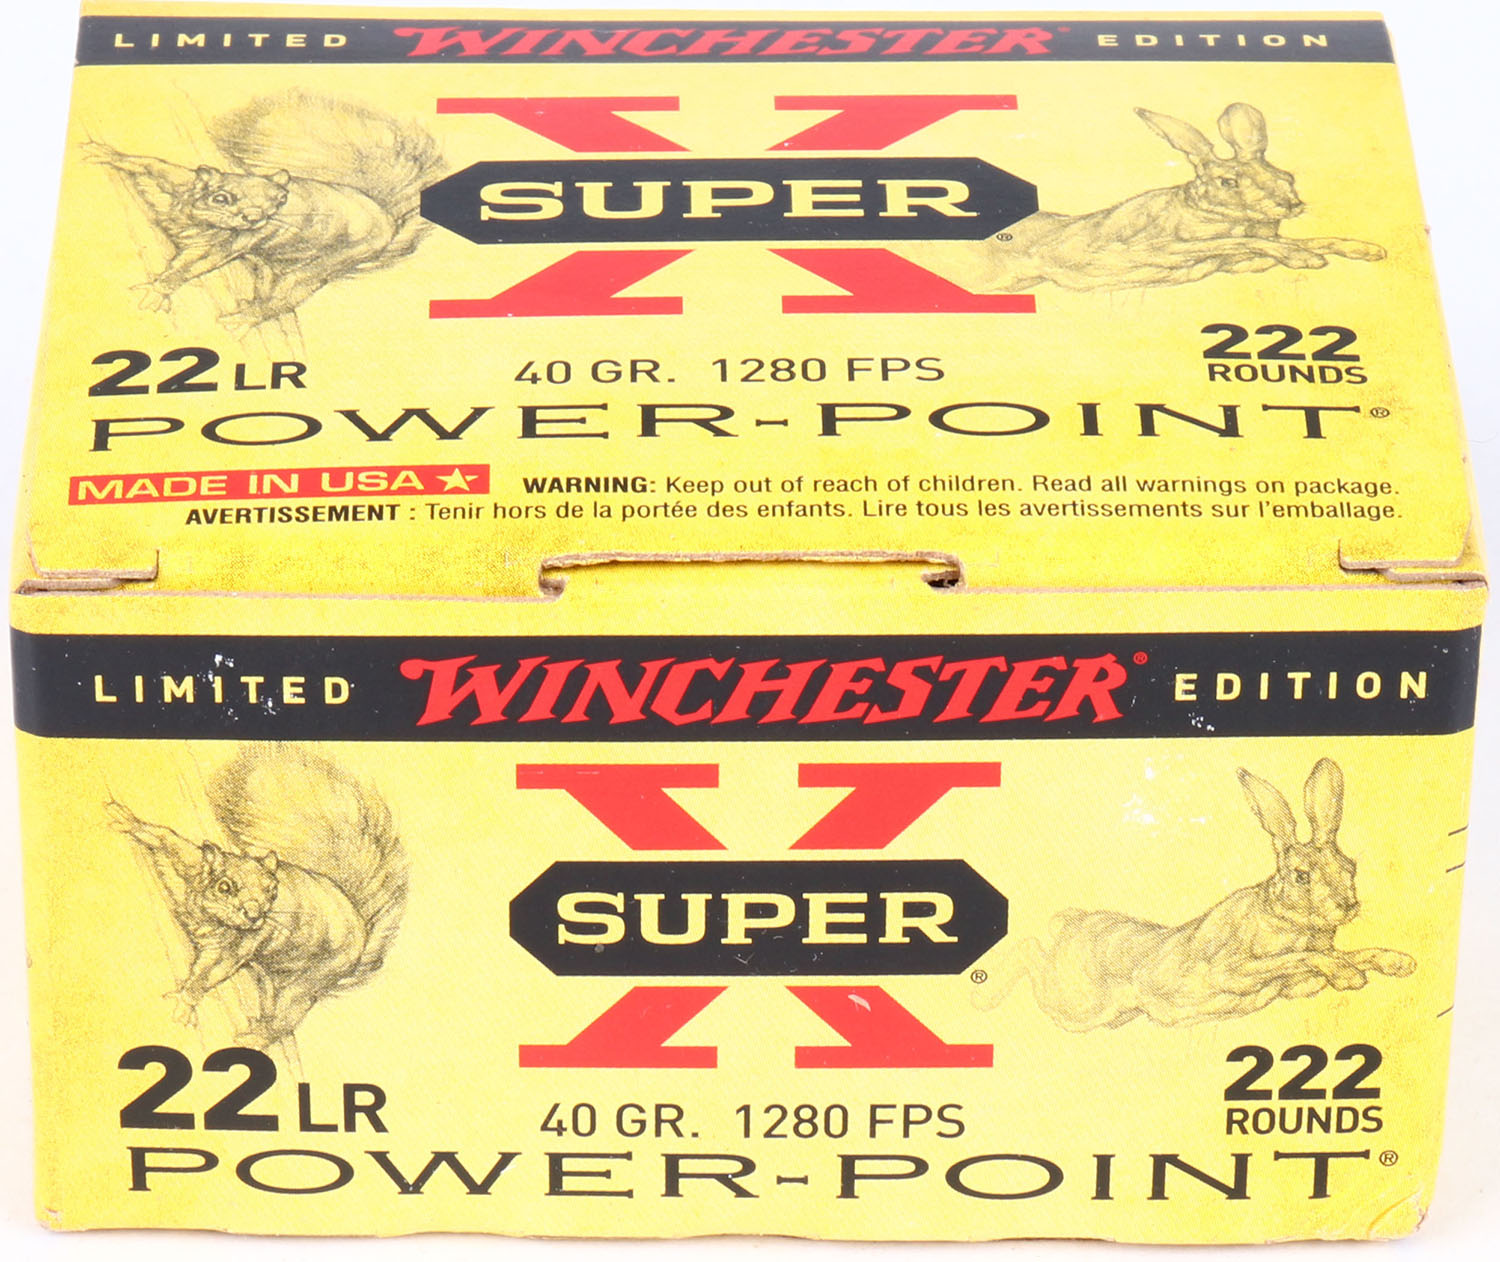 LIMITED WINCHESTER EDITION
X
SUPER ®
22 LR 40 GR. 1280 FPS 222 ROUNDS
POWER-POINT®
MADE IN USA ★ WARNING: Keep out of reach of children. Read all warnings on package.
AVERTISSEMENT : Tenir hors de la portée des enfants. Lire tous les avertissements sur l'emballage.
LIMITED WINCHESTER® EDITION
X
SUPER ®
22 LR 40 GR. 1280 FPS 222 ROUNDS
POWER-POINT®